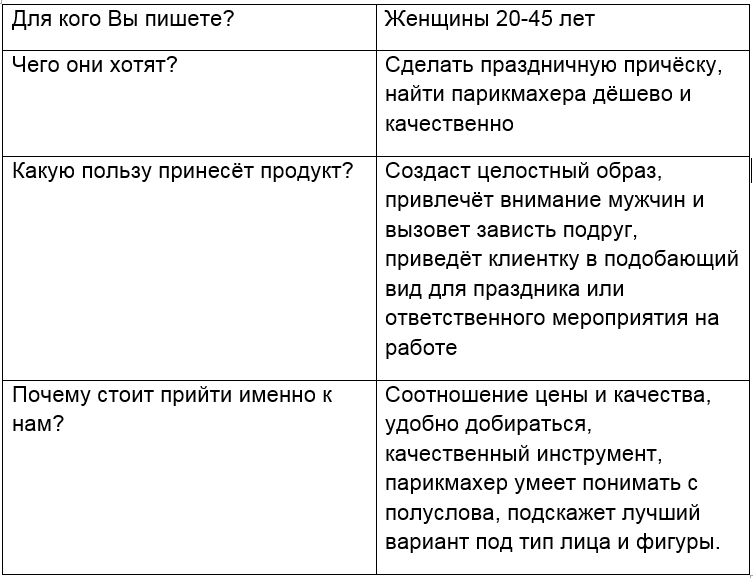 Для кого Вы пишете?
Женщины 20-45 лет
Чего они хотят?
Сделать праздничную причёску,
найти парикмахера дёшево и
качественно
Какую пользу принесёт продукт?
Создаст целостный образ,
привлечёт внимание мужчин и
вызовет зависть подруг,
приведёт клиентку в подобающий
вид для праздника или
ответственного мероприятия на
работе
Почему стоит прийти именно к
нам?
Соотношение цены и качества,
удобно добираться,
качественный инструмент,
парикмахер умеет понимать с
полуслова, подскажет лучший
вариант под тип лица и фигуры.